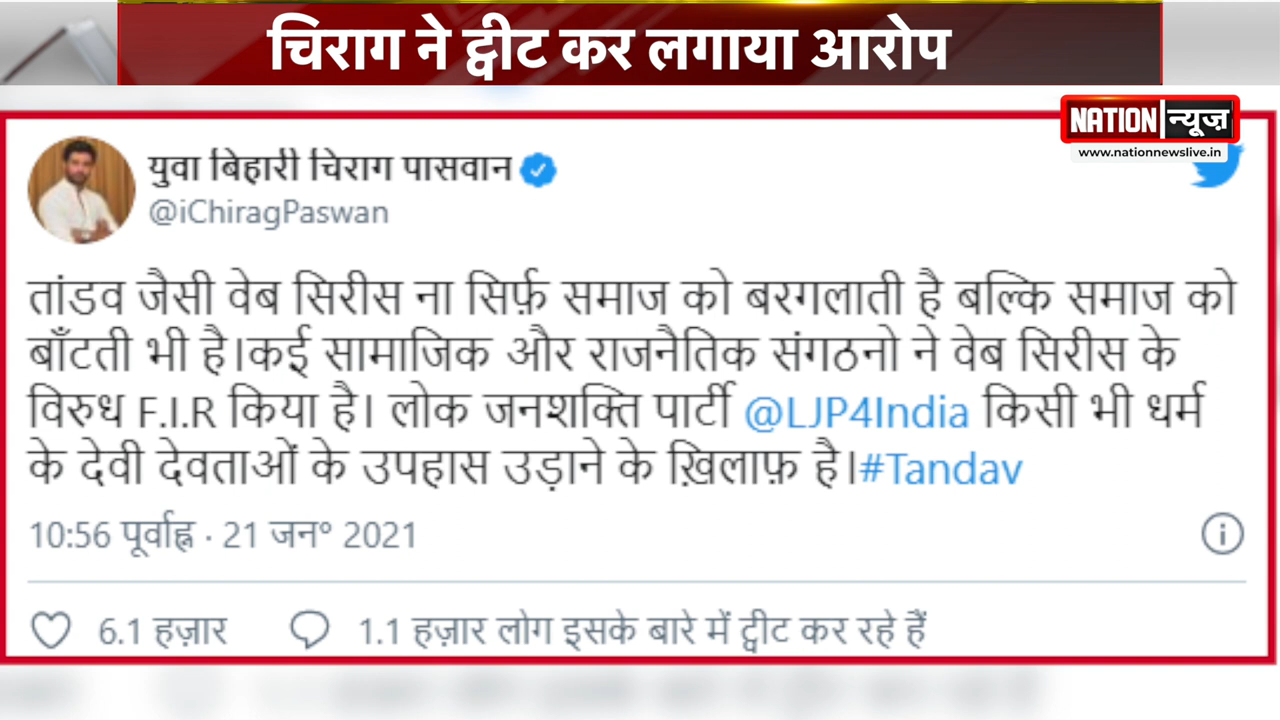 चिराग ने ट्वीट कर लगाया आरोप
NATION न्यूज़
www.nationnewslive.in
युवा बिहारी चिराग पासवान
@iChiragPaswan
तांडव जैसी वेब सिरीस ना सिर्फ़ समाज को बरगलाती है बल्कि समाज को
बाँटती भी है।कई सामाजिक और राजनैतिक संगठनो ने वेब सिरीस के
विरुध F.I.R किया है। लोक जनशक्ति पार्टी @LJP4India किसी भी धर्म
के देवी देवताओं के उपहास उड़ाने के ख़िलाफ़ है।#Tandav
10:56 पूर्वाह्न · 21 जन॰ 2021
6.1 हज़ार 1.1 हज़ार लोग इसके बारे में ट्वीट कर रहे हैं